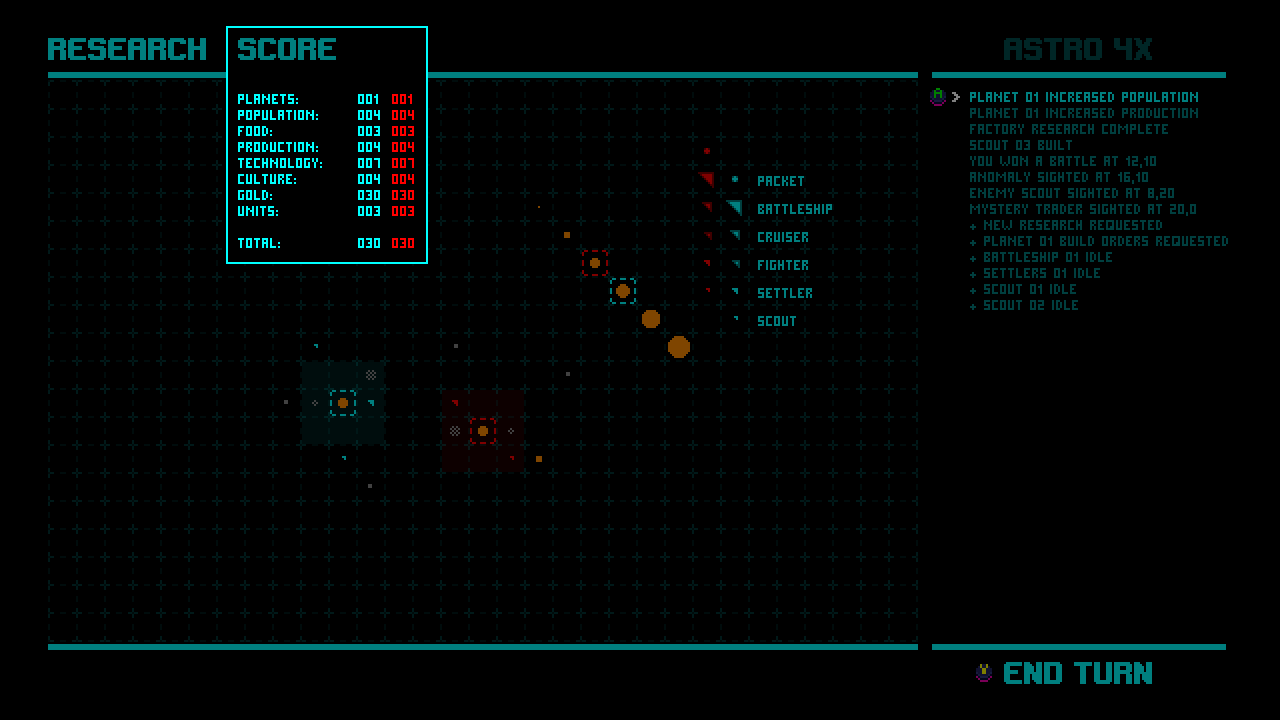 RESEARCH
SCORE
ASTRO 4X
PLANETS: 001 001
POPULATION: 004 004
FOOD: 003 003
PRODUCTION: 004 004
TECHNOLOGY: 007 007
CULTURE: 004 004
GOLD: 030 030
UNITS: 003 003
TOTAL: 030 030
PACKET
BATTLESHIP
CRUISER
FIGHTER
SETTLER
SCOUT
A > PLANET 01 INCREASED POPULATION
PLANET 01 INCREASED PRODUCTION
FACTORY RESEARCH COMPLETE
SCOUT 03 BUILT
YOU WON A BATTLE AT 12,10
ANOMALY SIGHTED AT 16,10
ENEMY SCOUT SIGHTED AT 8,20
MYSTERY TRADER SIGHTED AT 20,0
+ NEW RESEARCH REQUESTED
+ PLANET 01 BUILD ORDERS REQUESTED
+ BATTLESHIP 01 IDLE
+ SETTLERS 01 IDLE
+ SCOUT 01 IDLE
+ SCOUT 02 IDLE
Y END TURN